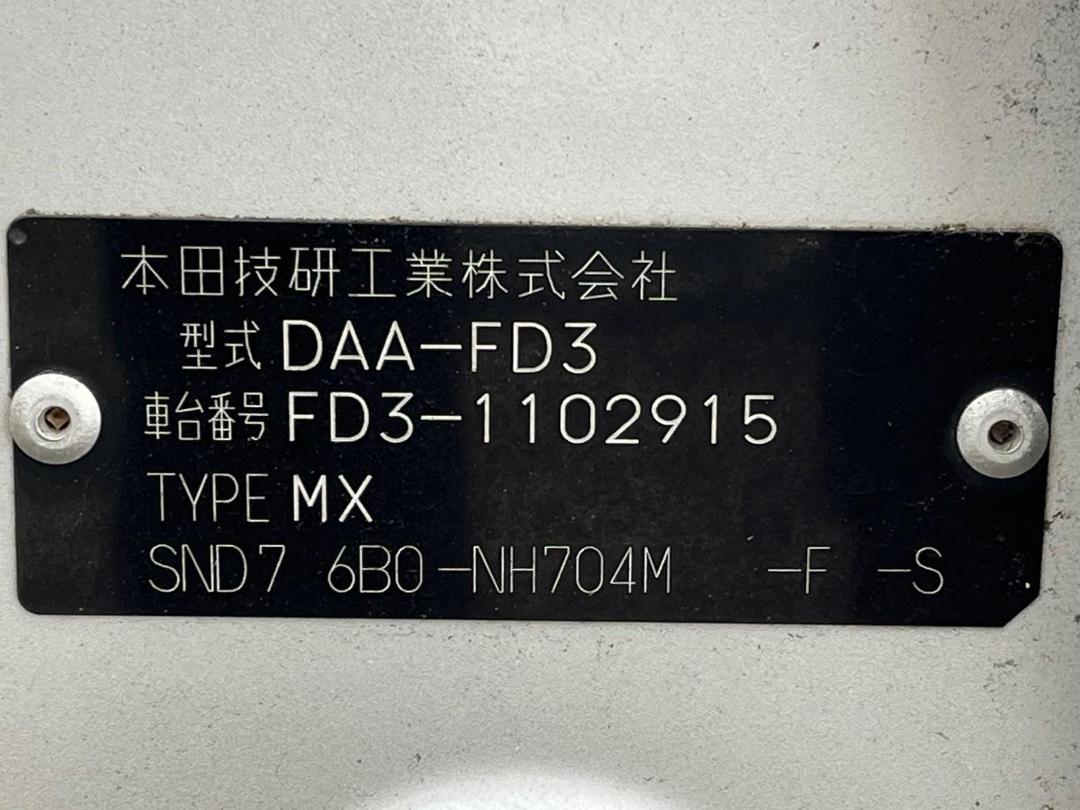 本田技研工業株式会社
型式 DAA-FD3
車台番号 FD3-1102915
TYPE MX
SND7 6B0-NH704M -F -S